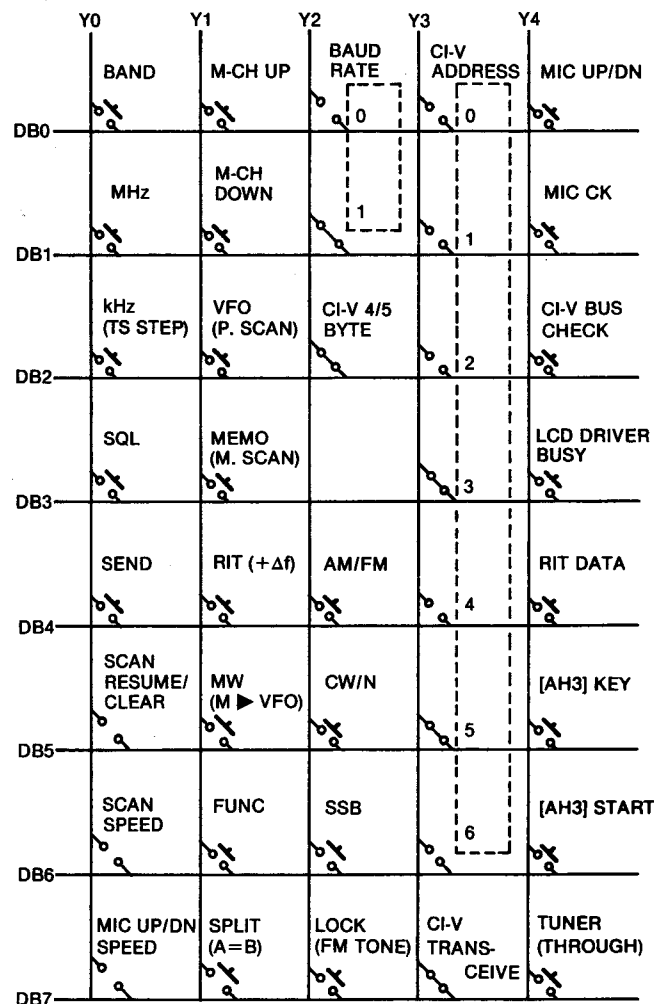 Y0 Y1 Y2 Y3 Y4
BAND
M-CH UP
BAUD
RATE
CI-V
ADDRESS
MIC UP/DN
0
0
DB0
MHz
M-CH
DOWN
1
1
MIC CK
DB1
kHz
(TS STEP)
VFO
(P. SCAN)
CI-V 4/5
BYTE
2
CI-V BUS
CHECK
DB2
SQL
MEMO
(M. SCAN)
3
LCD DRIVER
BUSY
DB3
SEND
RIT (+Δf)
AM/FM
4
RIT DATA
DB4
SCAN
RESUME/
CLEAR
MW
(M ▶ VFO)
CW/N
5
[AH3] KEY
DB5
SCAN
SPEED
FUNC
SSB
6
[AH3] START
DB6
MIC UP/DN
SPEED
SPLIT
(A=B)
LOCK
(FM TONE)
CI-V
TRANS-
CEIVE
TUNER
(THROUGH)
DB7